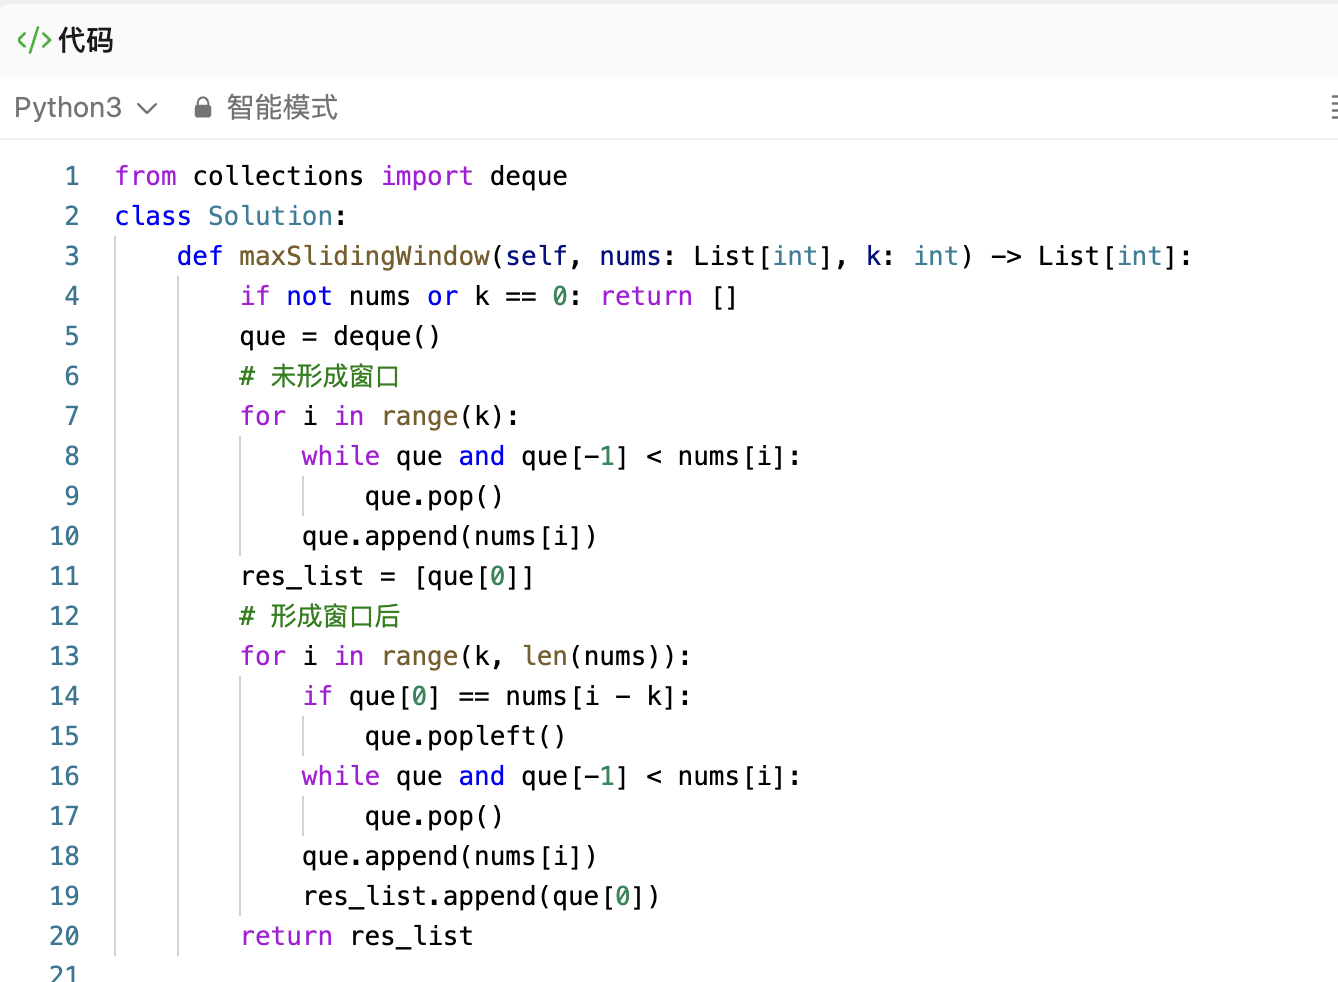 </> 代码
Python3 智能模式
1 from collections import deque
2 class Solution:
3     def maxSlidingWindow(self, nums: List[int], k: int) -> List[int]:
4         if not nums or k == 0: return []
5         que = deque()
6         # 未形成窗口
7         for i in range(k):
8             while que and que[-1] < nums[i]:
9                 que.pop()
10             que.append(nums[i])
11         res_list = [que[0]]
12         # 形成窗口后
13         for i in range(k, len(nums)):
14             if que[0] == nums[i - k]:
15                 que.popleft()
16             while que and que[-1] < nums[i]:
17                 que.pop()
18             que.append(nums[i])
19             res_list.append(que[0])
20         return res_list
21